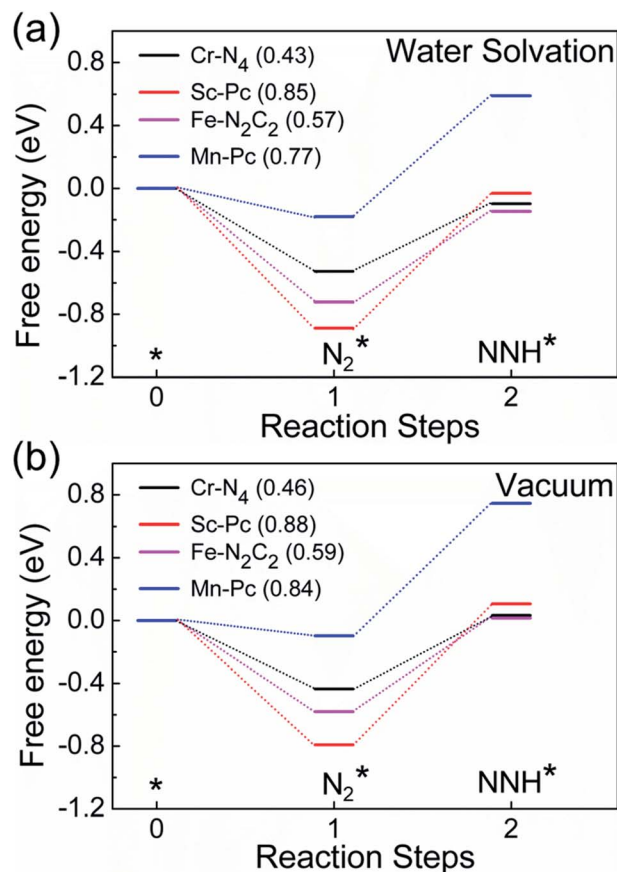 (a)
Water Solvation
Cr-N₄ (0.43)
Sc-Pc (0.85)
Fe-N₂C₂ (0.57)
Mn-Pc (0.77)
Free energy (eV)
0.8
0.4
0.0
-0.4
-0.8
-1.2
* N₂* NNH*
0 1 2
Reaction Steps
(b)
Vacuum
Cr-N₄ (0.46)
Sc-Pc (0.88)
Fe-N₂C₂ (0.59)
Mn-Pc (0.84)
Free energy (eV)
0.8
0.4
0.0
-0.4
-0.8
-1.2
* N₂* NNH*
0 1 2
Reaction Steps